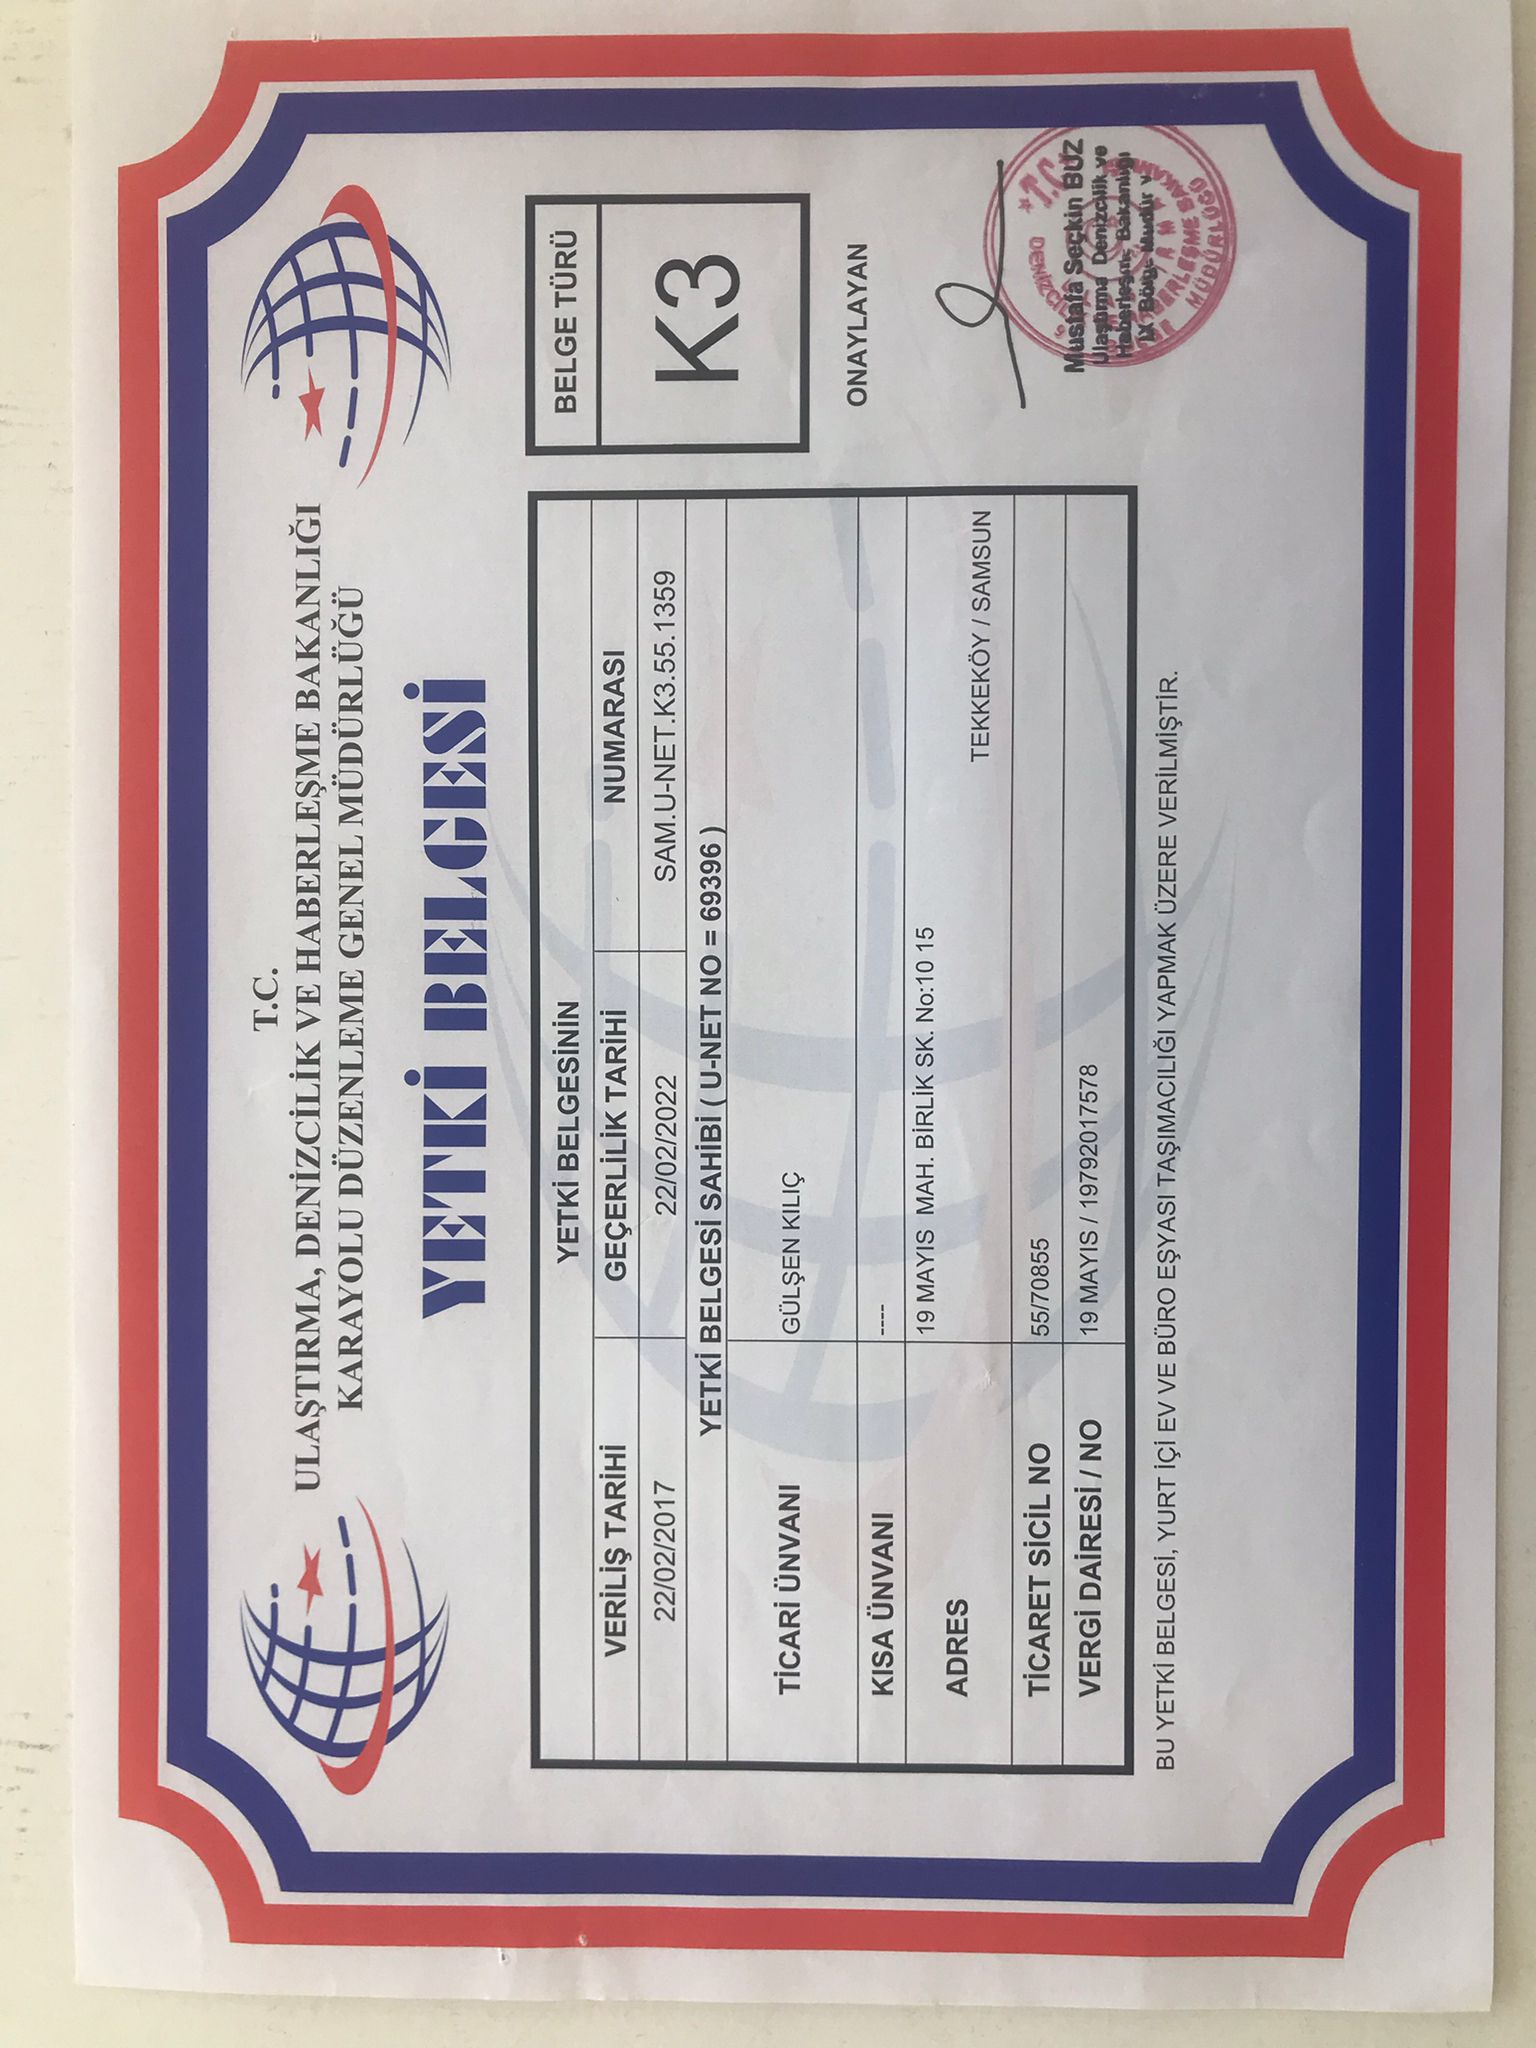 T.C.
ULAŞTIRMA, DENİZCİLİK VE HABERLEŞME BAKANLIĞI
KARAYOLU DÜZENLEME GENEL MÜDÜRLÜĞÜ
YETKİ BELGESİ
YETKİ BELGESİNİN
VERİLİŞ TARİHİ GEÇERLİLİK TARİHİ NUMARASI
22/02/2017 22/02/2022 SAM.U-NET.K3.55.1359
YETKİ BELGESİ SAHİBİ ( U-NET NO = 69396 )
TİCARİ ÜNVANI GÜLŞEN KILIÇ
KISA ÜNVANI ----
ADRES 19 MAYIS MAH. BİRLİK SK. No:10 15
TEKKEKÖY / SAMSUN
TİCARET SİCİL NO 55/70855
VERGİ DAİRESİ / NO 19 MAYIS / 19792017578
BU YETKİ BELGESİ, YURT İÇİ EV VE BÜRO EŞYASI TAŞIMACILIĞI YAPMAK ÜZERE VERİLMİŞTİR.
BELGE TÜRÜ
K3
ONAYLAYAN
Mustafa Seçkin BUZ
Ulaştırma Denizcilik ve
Haberleşme Bakanlığı
IX Bölge Müdür V.
T.C.